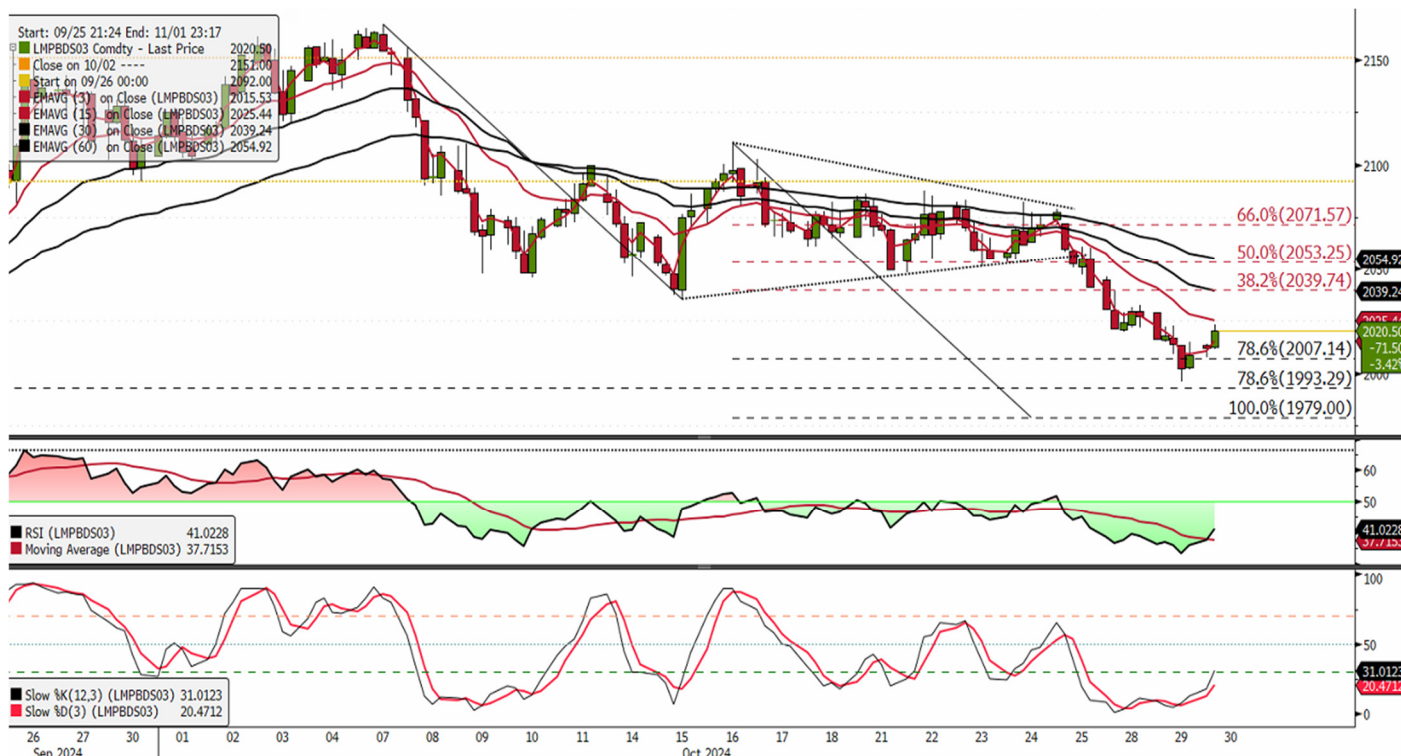 Start: 09/25 21:24 End: 11/01 23:17
LMPBDS03 Comdty - Last Price 2020.50
Close on 10/02 ---- 2151.00
Start on 09/26 00:00 2092.00
EMAVG (3) on Close (LMPBDS03) 2015.53
EMAVG (15) on Close (LMPBDS03) 2025.44
EMAVG (30) on Close (LMPBDS03) 2039.24
EMAVG (60) on Close (LMPBDS03) 2054.92
2150
2100
66.0%(2071.57)
50.0%(2053.25)
2054.92
2050
38.2%(2039.74)
2039.24
2025.44
2020.50
78.6%(2007.14)
-71.50
-3.42%
2000
78.6%(1993.29)
100.0%(1979.00)
60
50
RSI (LMPBDS03) 41.0228
Moving Average (LMPBDS03) 37.7153
41.0228
37.7153
100
50
Slow %K(12,3) (LMPBDS03) 31.0123
Slow %D(3) (LMPBDS03) 20.4712
31.0123
20.4712
0
26 27 30 01 02 03 04 07 08 09 10 11 14 15 16 17 18 21 22 23 24 25 28 29 30
Sep 2024 Oct 2024